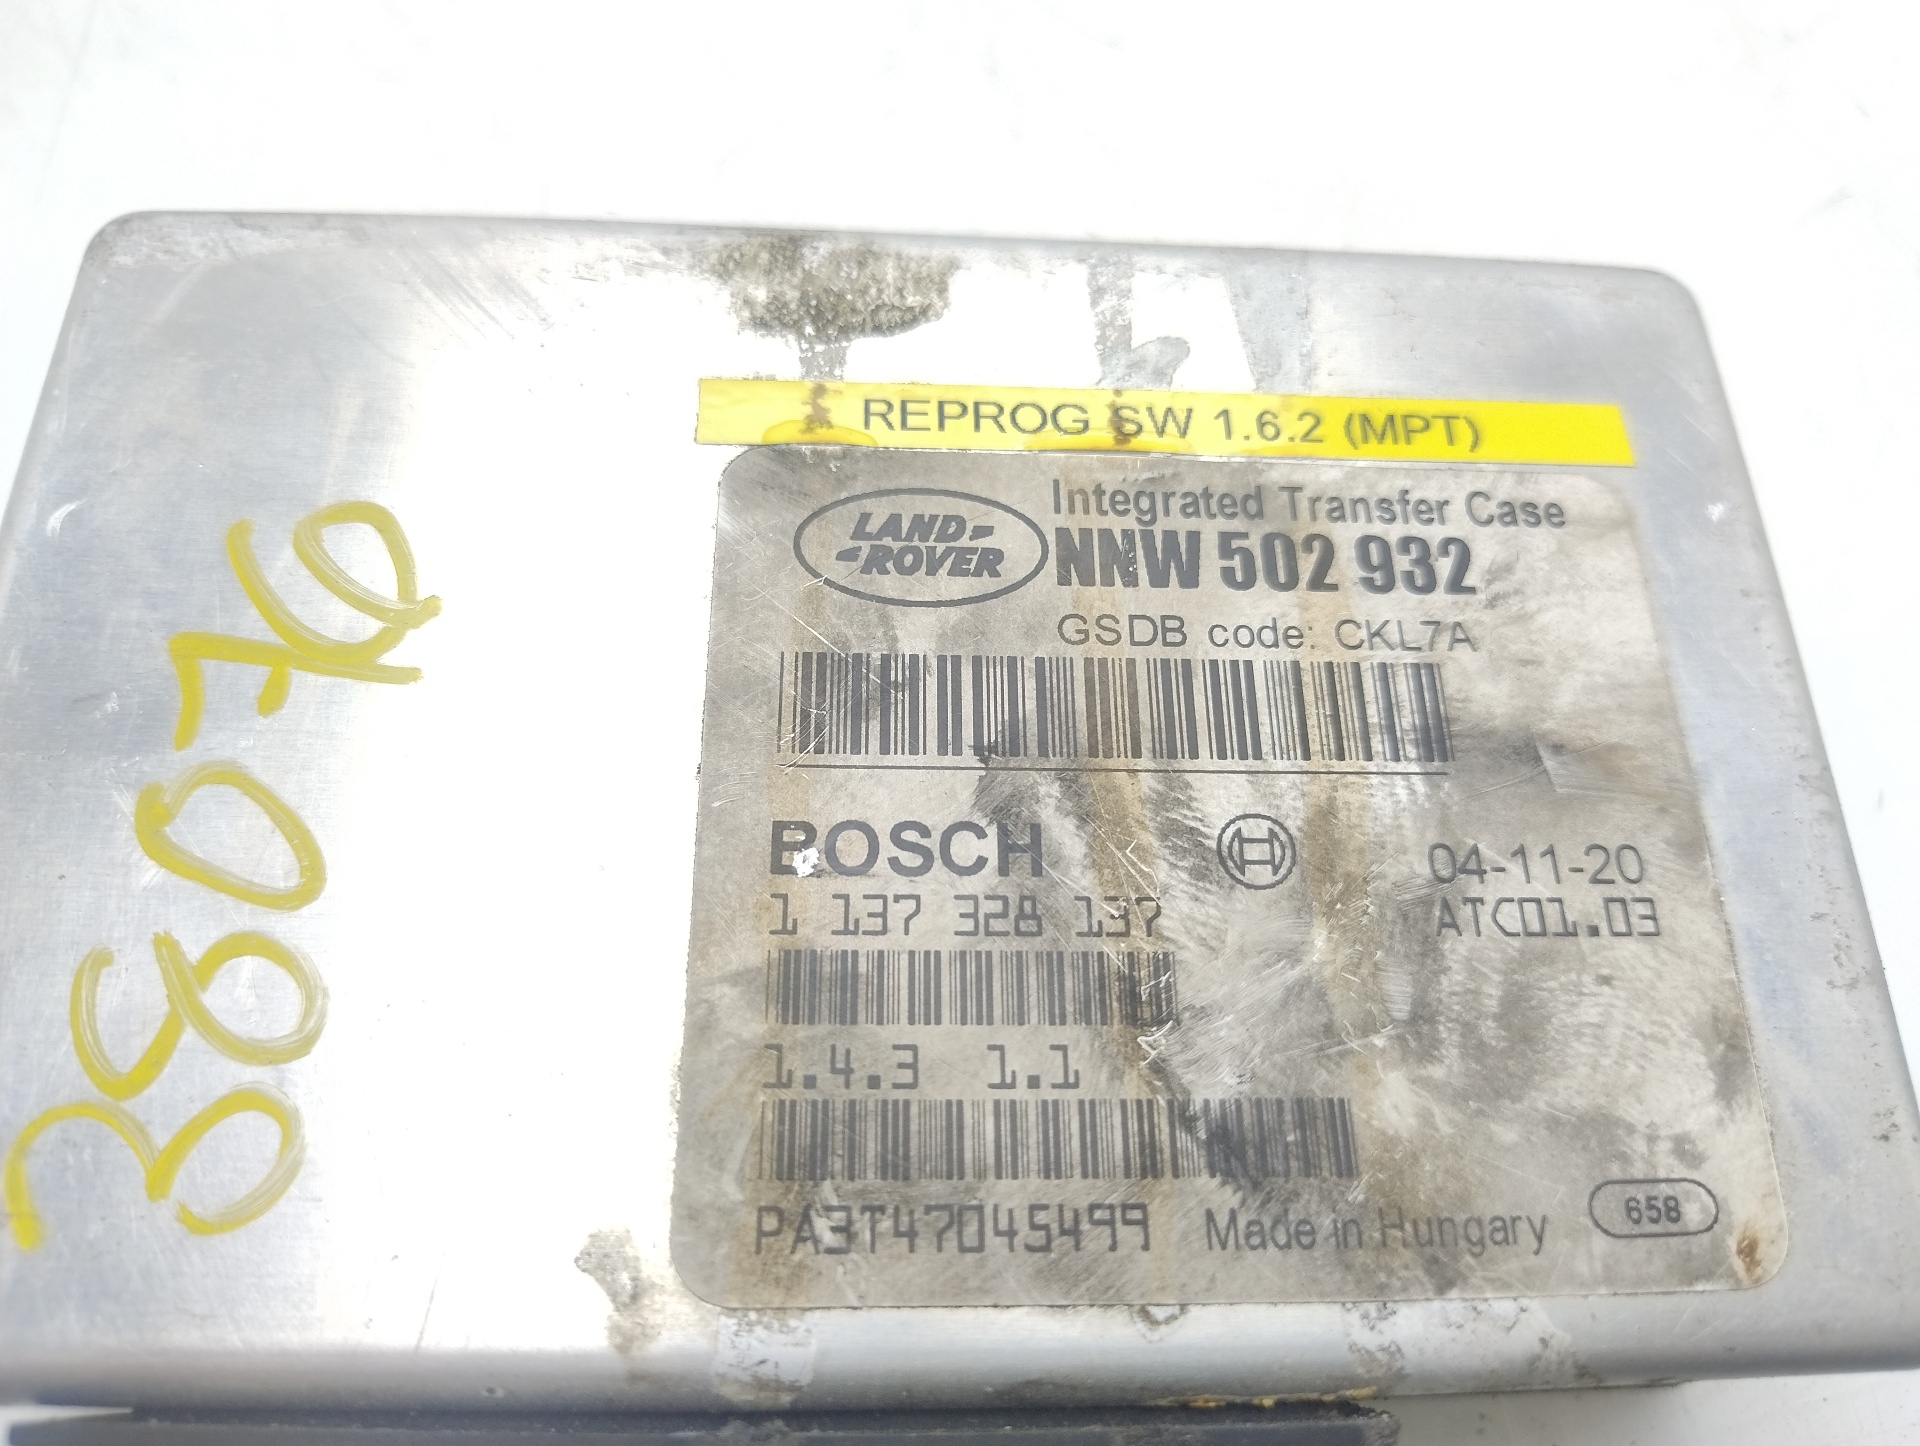 REPROG SW 1.6.2 (MPT)
LAND ROVER
Integrated Transfer Case
NNW 502 932
GSDB code: CKL7A
BOSCH
04-11-20
1 137 328 137
ATC01.03
1.4.3 1.1
PA3T47045499
Made in Hungary
658
38076